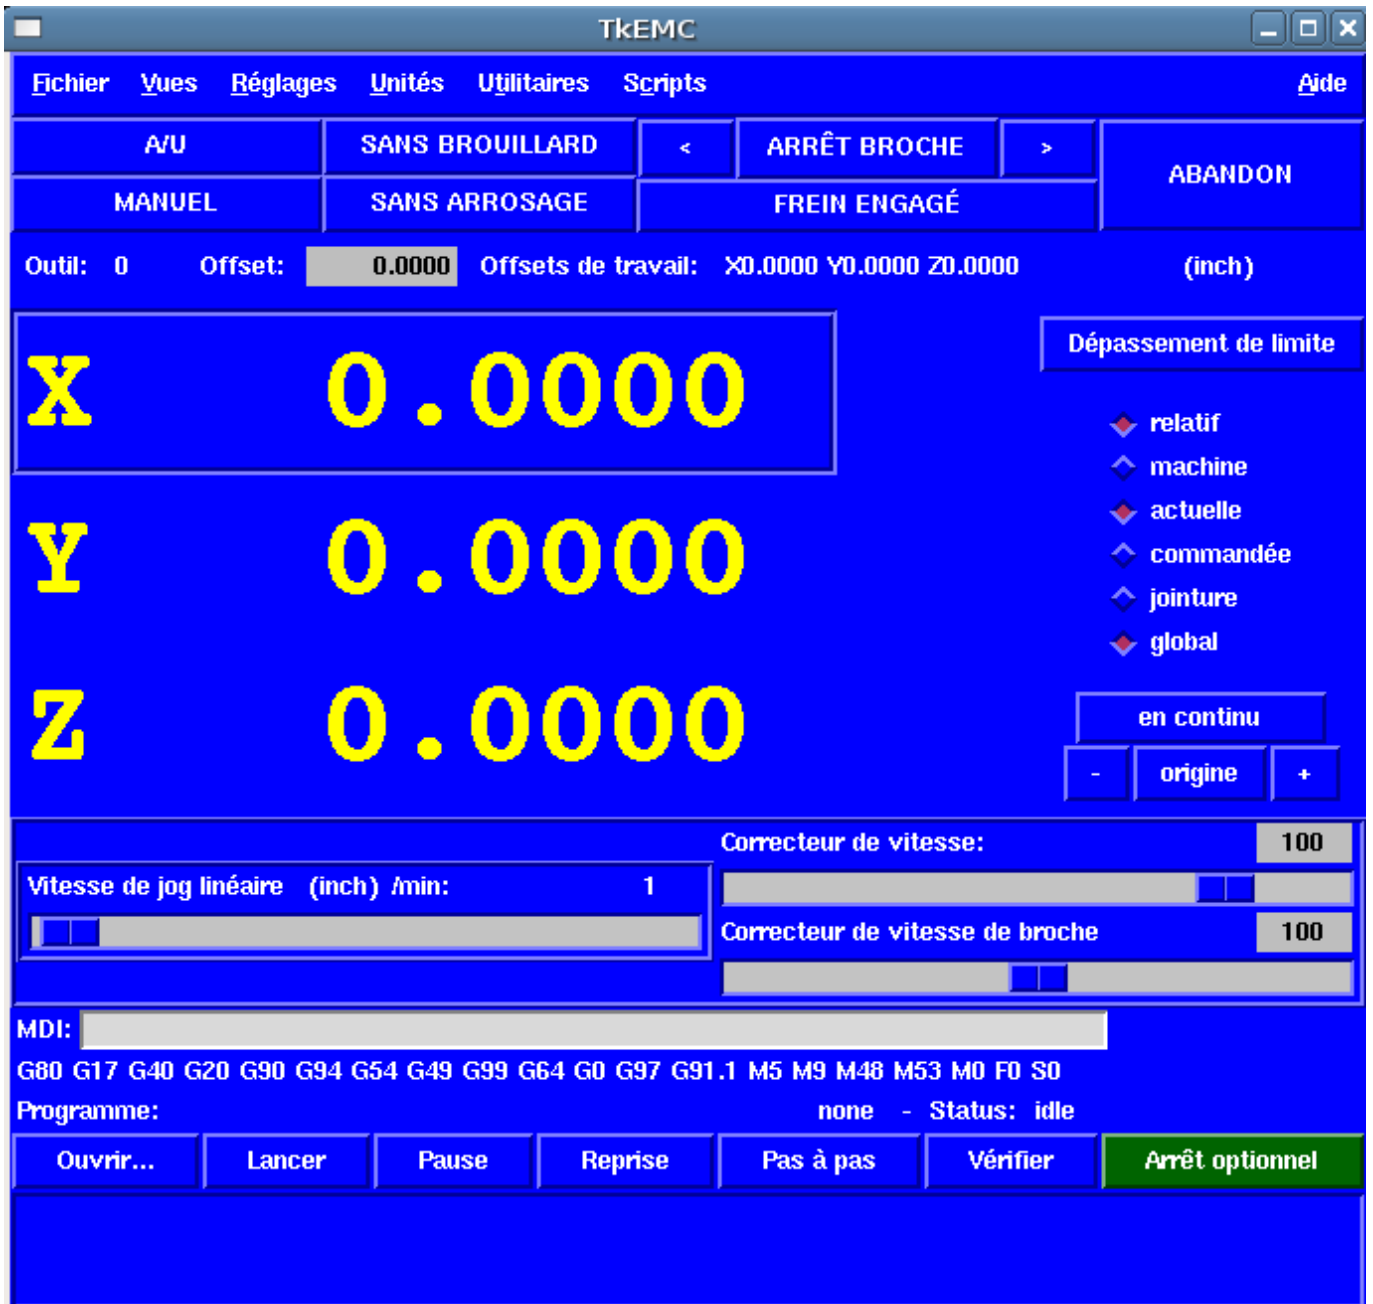 TkEMC
Fichier Vues Réglages Unités Utilitaires Scripts Aide
A/U SANS BROUILLARD < ARRÊT BROCHE > ABANDON
MANUEL SANS ARROSAGE FREIN ENGAGÉ
Outil: 0 Offset: 0.0000 Offsets de travail: X0.0000 Y0.0000 Z0.0000 (inch)
Dépassement de limite
X 0.0000
relatif
machine
actuelle
Y 0.0000
commandée
jointure
global
Z 0.0000
en continu
- origine +
Correcteur de vitesse: 100
Vitesse de jog linéaire (inch) /min: 1
Correcteur de vitesse de broche 100
MDI:
G80 G17 G40 G20 G90 G94 G54 G49 G99 G64 G0 G97 G91.1 M5 M9 M48 M53 M0 F0 S0
Programme: none - Status: idle
Ouvrir... Lancer Pause Reprise Pas à pas Vérifier Arrêt optionnel